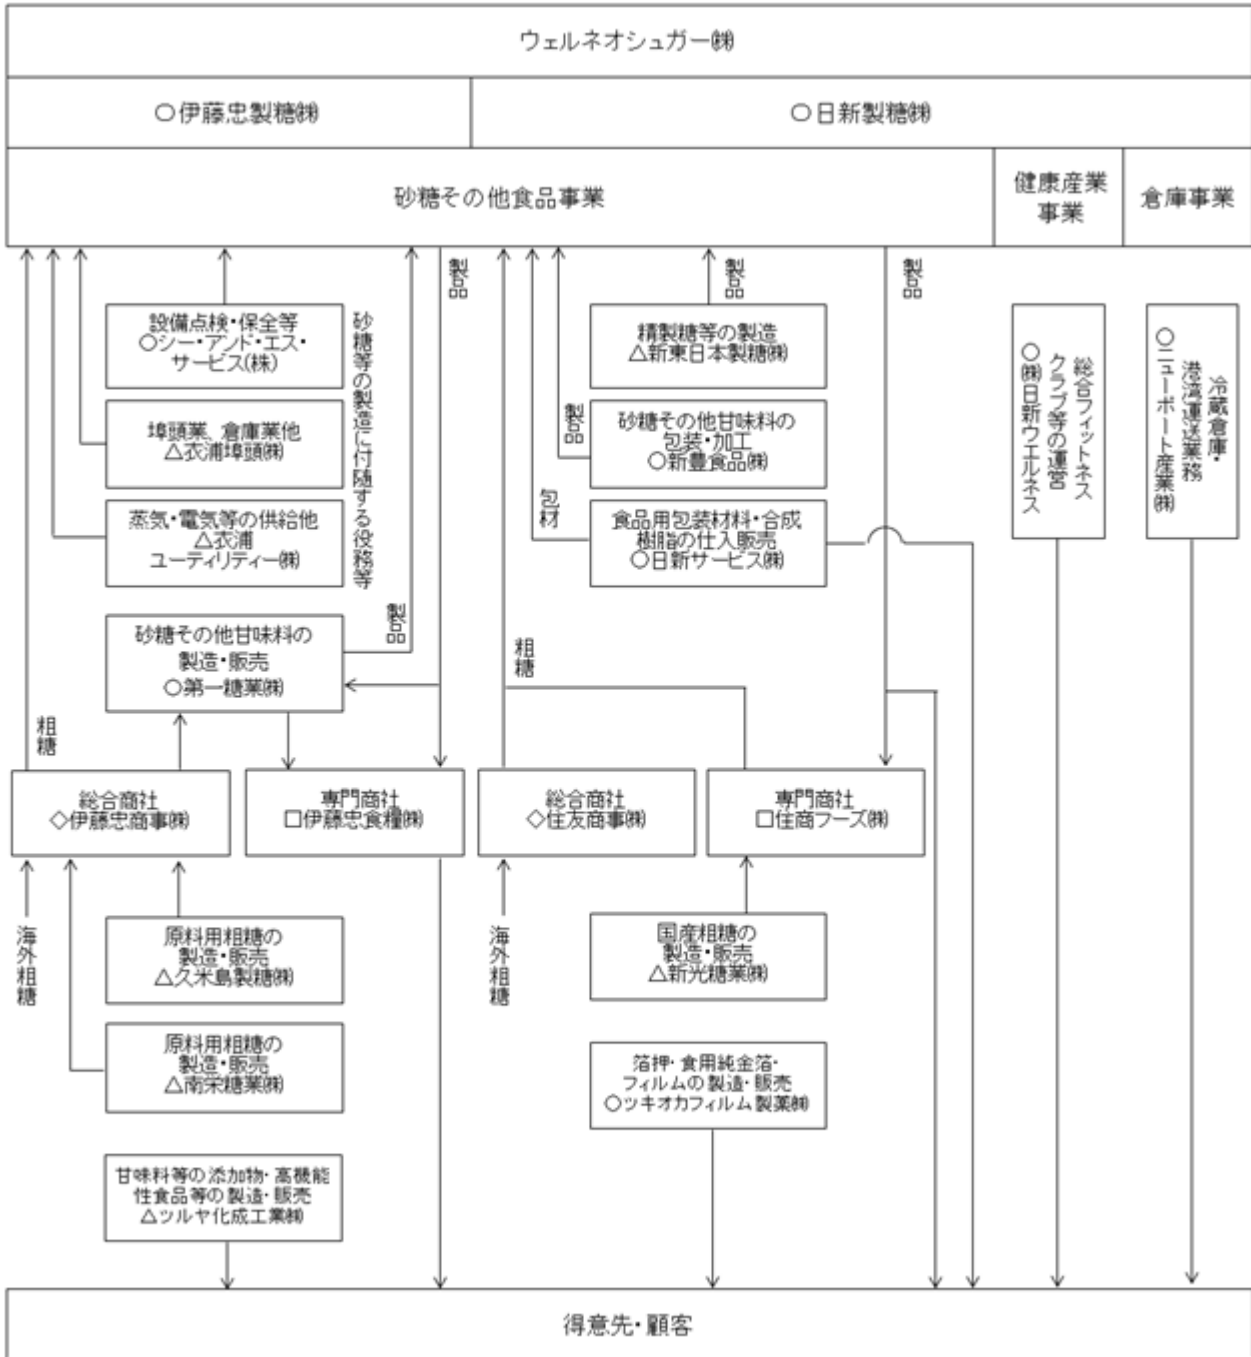 ウェルネオシュガー㈱
○伊藤忠製糖㈱
○日新製糖㈱
砂糖その他食品事業
健康産業
事業
倉庫事業
製品
製品
製品
設備点検・保全等
○シー・アンド・エス・
サービス(株)
砂糖等の製造に付随する役務等
精製糖等の製造
△新東日本製糖㈱
総合フィットネス
クラブ等の運営
○㈱日新ウエルネス
冷蔵倉庫・
港湾運送業務
○ニューポート産業㈱
埠頭業、倉庫業他
△衣浦埠頭㈱
製品
砂糖その他甘味料の
包装・加工
○新豊食品㈱
蒸気・電気等の供給他
△衣浦
ユーティリティー㈱
包材
食品用包装材料・合成
樹脂の仕入販売
○日新サービス㈱
砂糖その他甘味料の
製造・販売
○第一糖業㈱
製品
粗糖
粗糖
総合商社
◇伊藤忠商事㈱
専門商社
□伊藤忠食糧㈱
総合商社
◇住友商事㈱
専門商社
□住商フーズ㈱
海外粗糖
原料用粗糖の
製造・販売
△久米島製糖㈱
海外粗糖
国産粗糖の
製造・販売
△新光糖業㈱
原料用粗糖の
製造・販売
△南栄糖業㈱
箔押・食用純金箔・
フィルムの製造・販売
○ツキオカフィルム製薬㈱
甘味料等の添加物・高機能
性食品等の製造・販売
△ツルヤ化成工業㈱
得意先・顧客